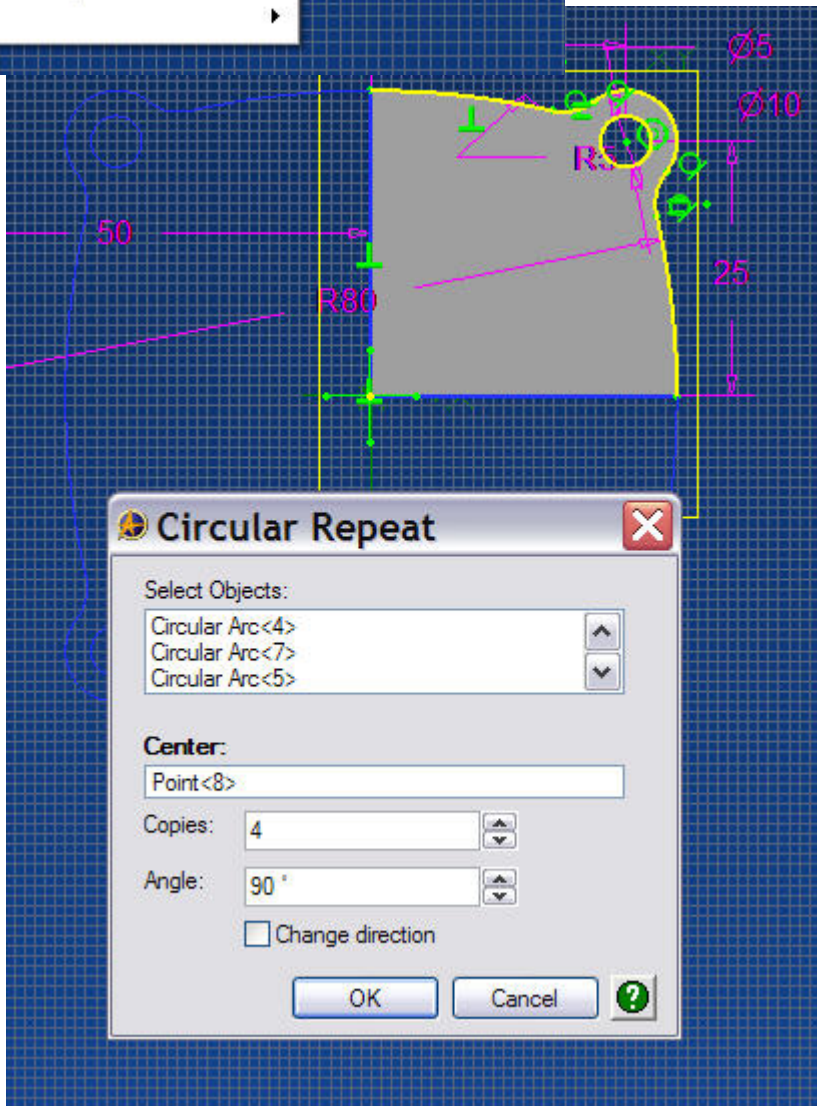 Ø5
Ø10
R5
50
25
R80
Circular Repeat
Select Objects:
Circular Arc<4>
Circular Arc<7>
Circular Arc<5>
Center:
Point<8>
Copies: 4
Angle: 90 °
Change direction
OK Cancel ?